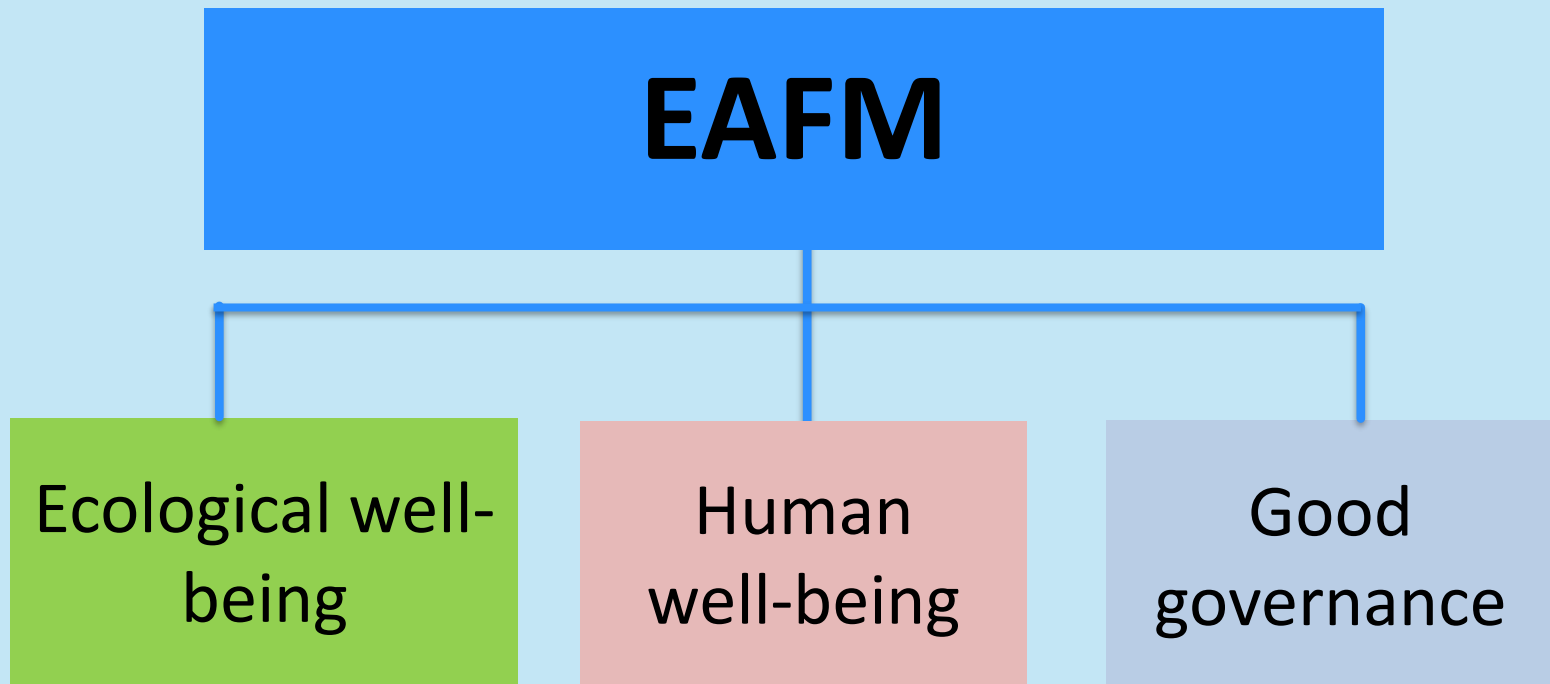 EAFM
Ecological well-
being
Human
well-being
Good
governance